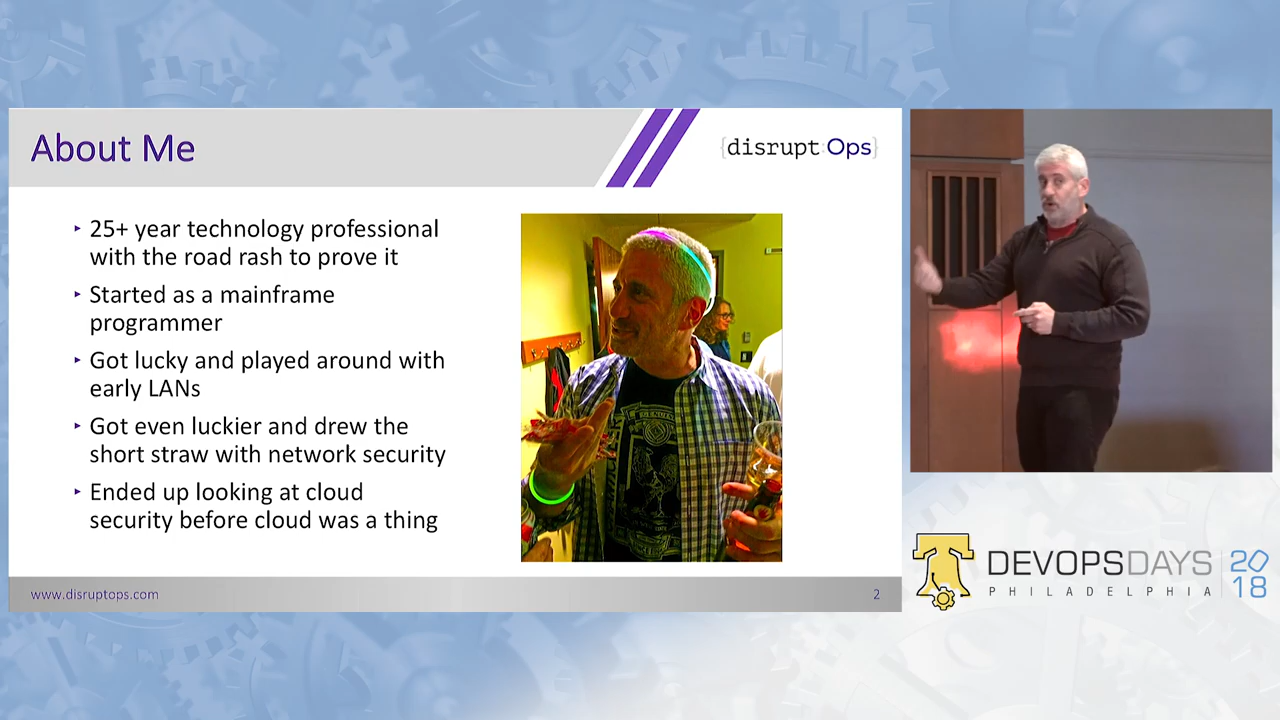 About Me
{disrupt:Ops}
‣ 25+ year technology professional
with the road rash to prove it
‣ Started as a mainframe
programmer
‣ Got lucky and played around with
early LANs
‣ Got even luckier and drew the
short straw with network security
‣ Ended up looking at cloud
security before cloud was a thing
www.disruptops.com
2
DEVOPSDAYS
PHILADELPHIA
20
18